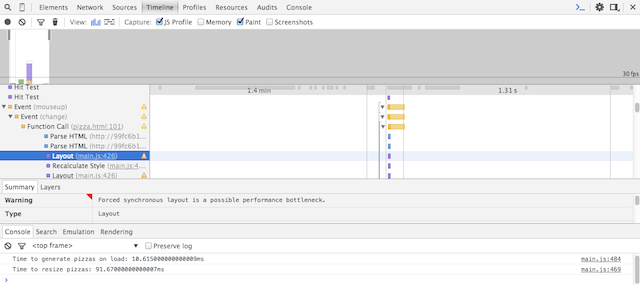 Elements Network Sources Timeline Profiles Resources Audits Console
View: Capture: JS Profile Memory Paint Screenshots
30 fps
1.4 min 1.31 s
Hit Test
Hit Test
Event (mouseup)
Event (change)
Function Call (pizza.html:101)
Parse HTML (http://99fc6b1...
Parse HTML (http://99fc6b1...
Layout (main.js:426)
Recalculate Style (main.js:4...
Layout (main.js:426)
Summary Layers
Warning Forced synchronous layout is a possible performance bottleneck.
Type Layout
Console Search Emulation Rendering
<top frame> Preserve log
Time to generate pizzas on load: 10.615000000000009ms main.js:484
Time to resize pizzas: 91.67000000000007ms main.js:469